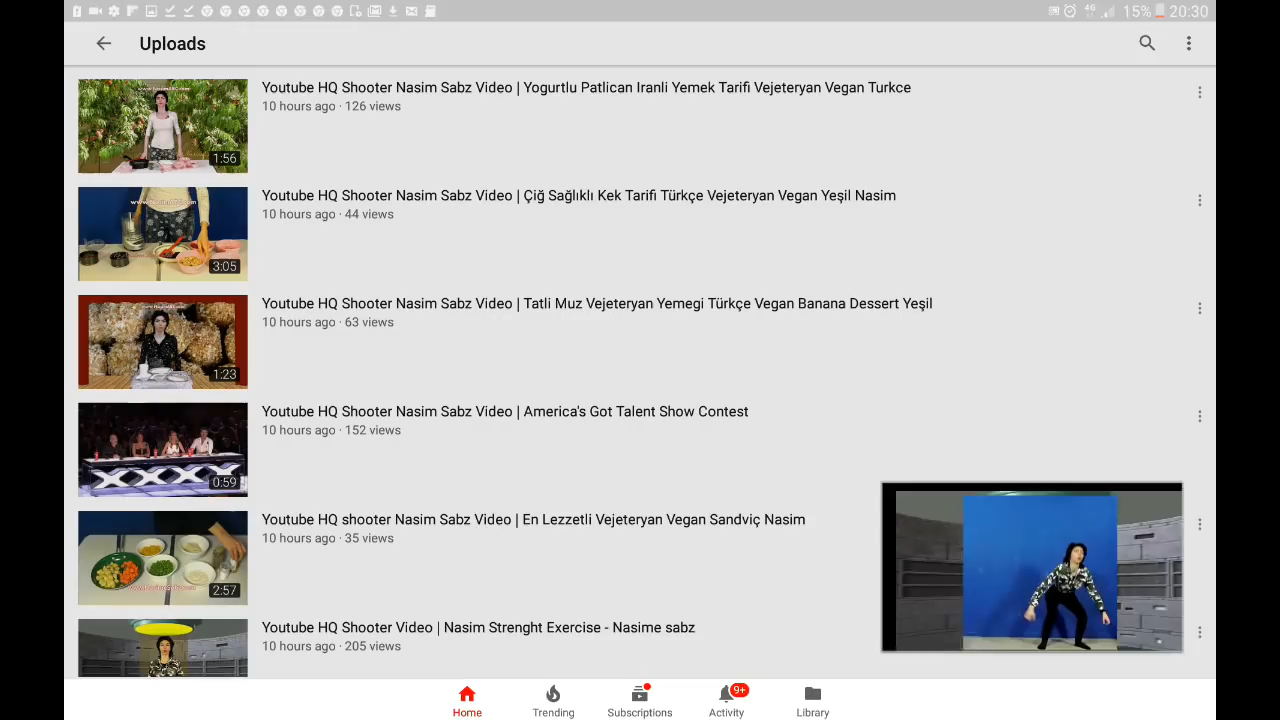 15% 20:30
Uploads
Youtube HQ Shooter Nasim Sabz Video | Yogurtlu Patlican Iranli Yemek Tarifi Vejeteryan Vegan Turkce
10 hours ago · 126 views
1:56
Youtube HQ Shooter Nasim Sabz Video | Çiğ Sağlıklı Kek Tarifi Türkçe Vejeteryan Vegan Yeşil Nasim
10 hours ago · 44 views
3:05
Youtube HQ Shooter Nasim Sabz Video | Tatli Muz Vejeteryan Yemegi Türkçe Vegan Banana Dessert Yeşil
10 hours ago · 63 views
1:23
Youtube HQ Shooter Nasim Sabz Video | America's Got Talent Show Contest
10 hours ago · 152 views
0:59
Youtube HQ shooter Nasim Sabz Video | En Lezzetli Vejeteryan Vegan Sandviç Nasim
10 hours ago · 35 views
2:57
Youtube HQ Shooter Video | Nasim Strenght Exercise - Nasime sabz
10 hours ago · 205 views
9+
Home Trending Subscriptions Activity Library